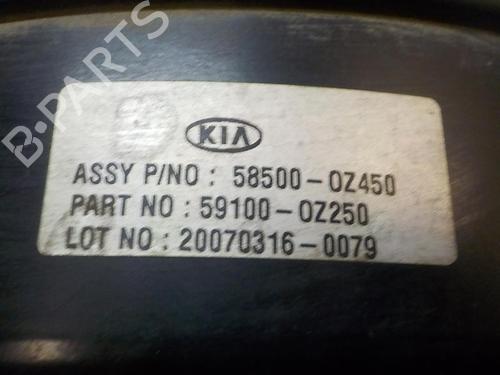 B-PARTS
KIA
ASSY P/NO : 58500-0Z450
PART NO : 59100-0Z250
LOT NO : 20070316-0079